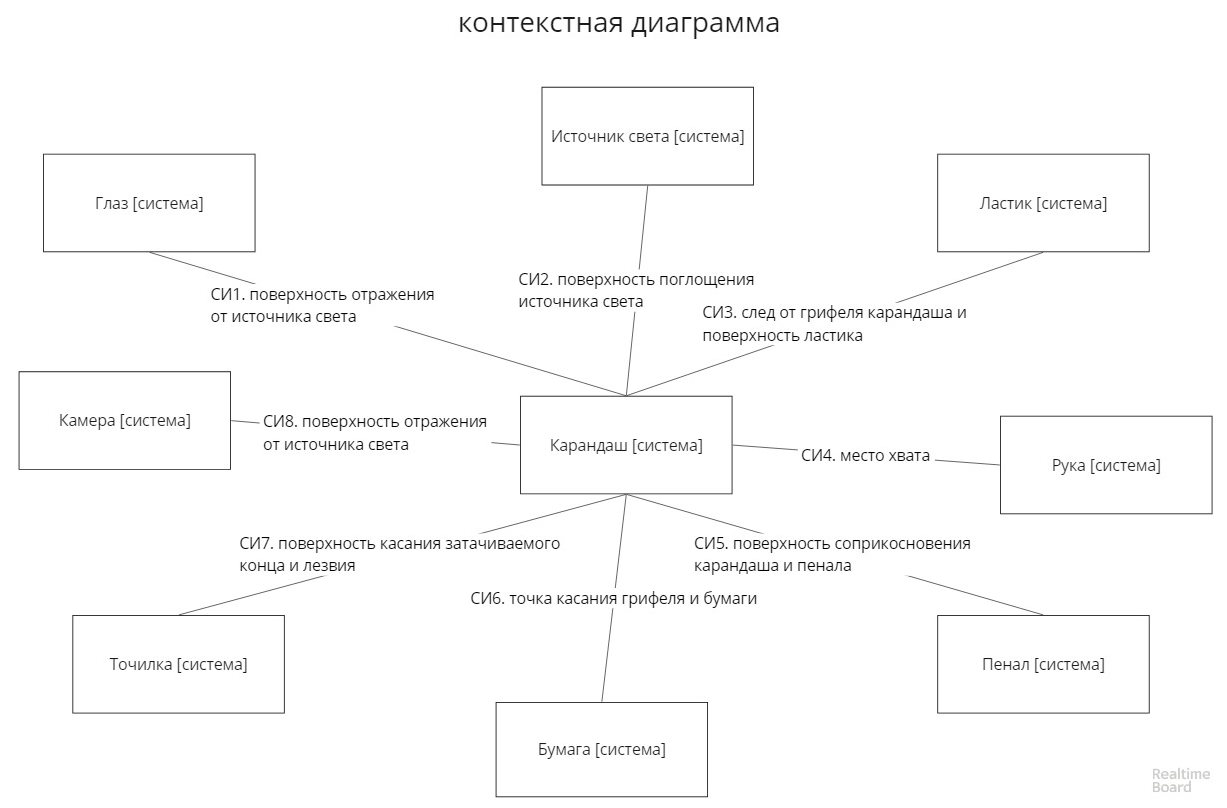 контекстная диаграмма
Источник света [система]
Глаз [система]
Ластик [система]
СИ1. поверхность отражения
от источника света
СИ2. поверхность поглощения
источника света
СИ3. след от грифеля карандаша и
поверхность ластика
Камера [система]
СИ8. поверхность отражения
от источника света
Карандаш [система]
СИ4. место хвата
Рука [система]
СИ7. поверхность касания затачиваемого
конца и лезвия
СИ5. поверхность соприкосновения
карандаша и пенала
СИ6. точка касания грифеля и бумаги
Точилка [система]
Пенал [система]
Бумага [система]
Realtime
Board